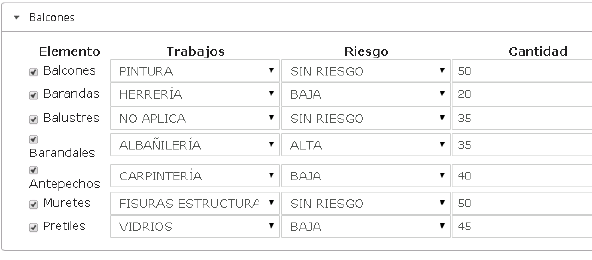 Balcones
Elemento Trabajos Riesgo Cantidad
Balcones PINTURA SIN RIESGO 50
Barandas HERRERÍA BAJA 20
Balustres NO APLICA SIN RIESGO 35
Barandales ALBAÑILERÍA ALTA 35
Antepechos CARPINTERÍA BAJA 40
Muretes FISURAS ESTRUCTURA SIN RIESGO 50
Pretiles VIDRIOS BAJA 45